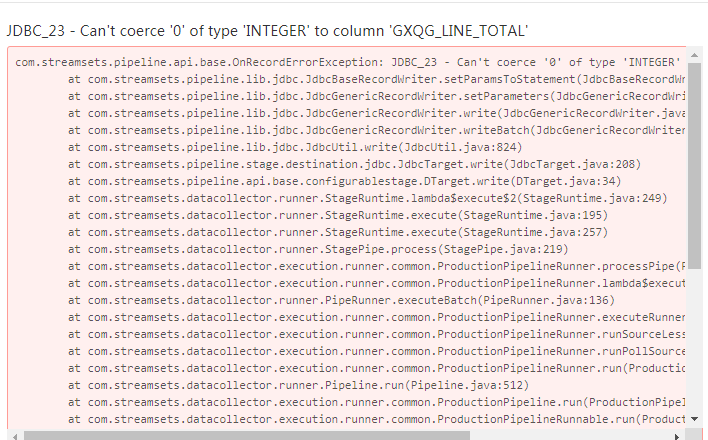 JDBC_23 - Can't coerce '0' of type 'INTEGER' to column 'GXQG_LINE_TOTAL'
com.streamsets.pipeline.api.base.OnRecordErrorException: JDBC_23 - Can't coerce '0' of type 'INTEGER'
at com.streamsets.pipeline.lib.jdbc.JdbcBaseRecordWriter.setParamsToStatement(JdbcBaseRecordWr
at com.streamsets.pipeline.lib.jdbc.JdbcGenericRecordWriter.setParameters(JdbcGenericRecordWri
at com.streamsets.pipeline.lib.jdbc.JdbcGenericRecordWriter.write(JdbcGenericRecordWriter.java
at com.streamsets.pipeline.lib.jdbc.JdbcGenericRecordWriter.writeBatch(JdbcGenericRecordWriter
at com.streamsets.pipeline.lib.jdbc.JdbcUtil.write(JdbcUtil.java:824)
at com.streamsets.pipeline.stage.destination.jdbc.JdbcTarget.write(JdbcTarget.java:208)
at com.streamsets.pipeline.api.base.configurablestage.DTarget.write(DTarget.java:34)
at com.streamsets.datacollector.runner.StageRuntime.lambda$execute$2(StageRuntime.java:249)
at com.streamsets.datacollector.runner.StageRuntime.execute(StageRuntime.java:195)
at com.streamsets.datacollector.runner.StageRuntime.execute(StageRuntime.java:257)
at com.streamsets.datacollector.runner.StagePipe.process(StagePipe.java:219)
at com.streamsets.datacollector.execution.runner.common.ProductionPipelineRunner.processPipe(P
at com.streamsets.datacollector.execution.runner.common.ProductionPipelineRunner.lambda$execut
at com.streamsets.datacollector.runner.PipeRunner.executeBatch(PipeRunner.java:136)
at com.streamsets.datacollector.execution.runner.common.ProductionPipelineRunner.executeRunner
at com.streamsets.datacollector.execution.runner.common.ProductionPipelineRunner.runSourceLess
at com.streamsets.datacollector.execution.runner.common.ProductionPipelineRunner.runPollSource
at com.streamsets.datacollector.execution.runner.common.ProductionPipelineRunner.run(Productio
at com.streamsets.datacollector.runner.Pipeline.run(Pipeline.java:512)
at com.streamsets.datacollector.execution.runner.common.ProductionPipeline.run(ProductionPipel
at com.streamsets.datacollector.execution.runner.common.ProductionPipelineRunnable.run(Product